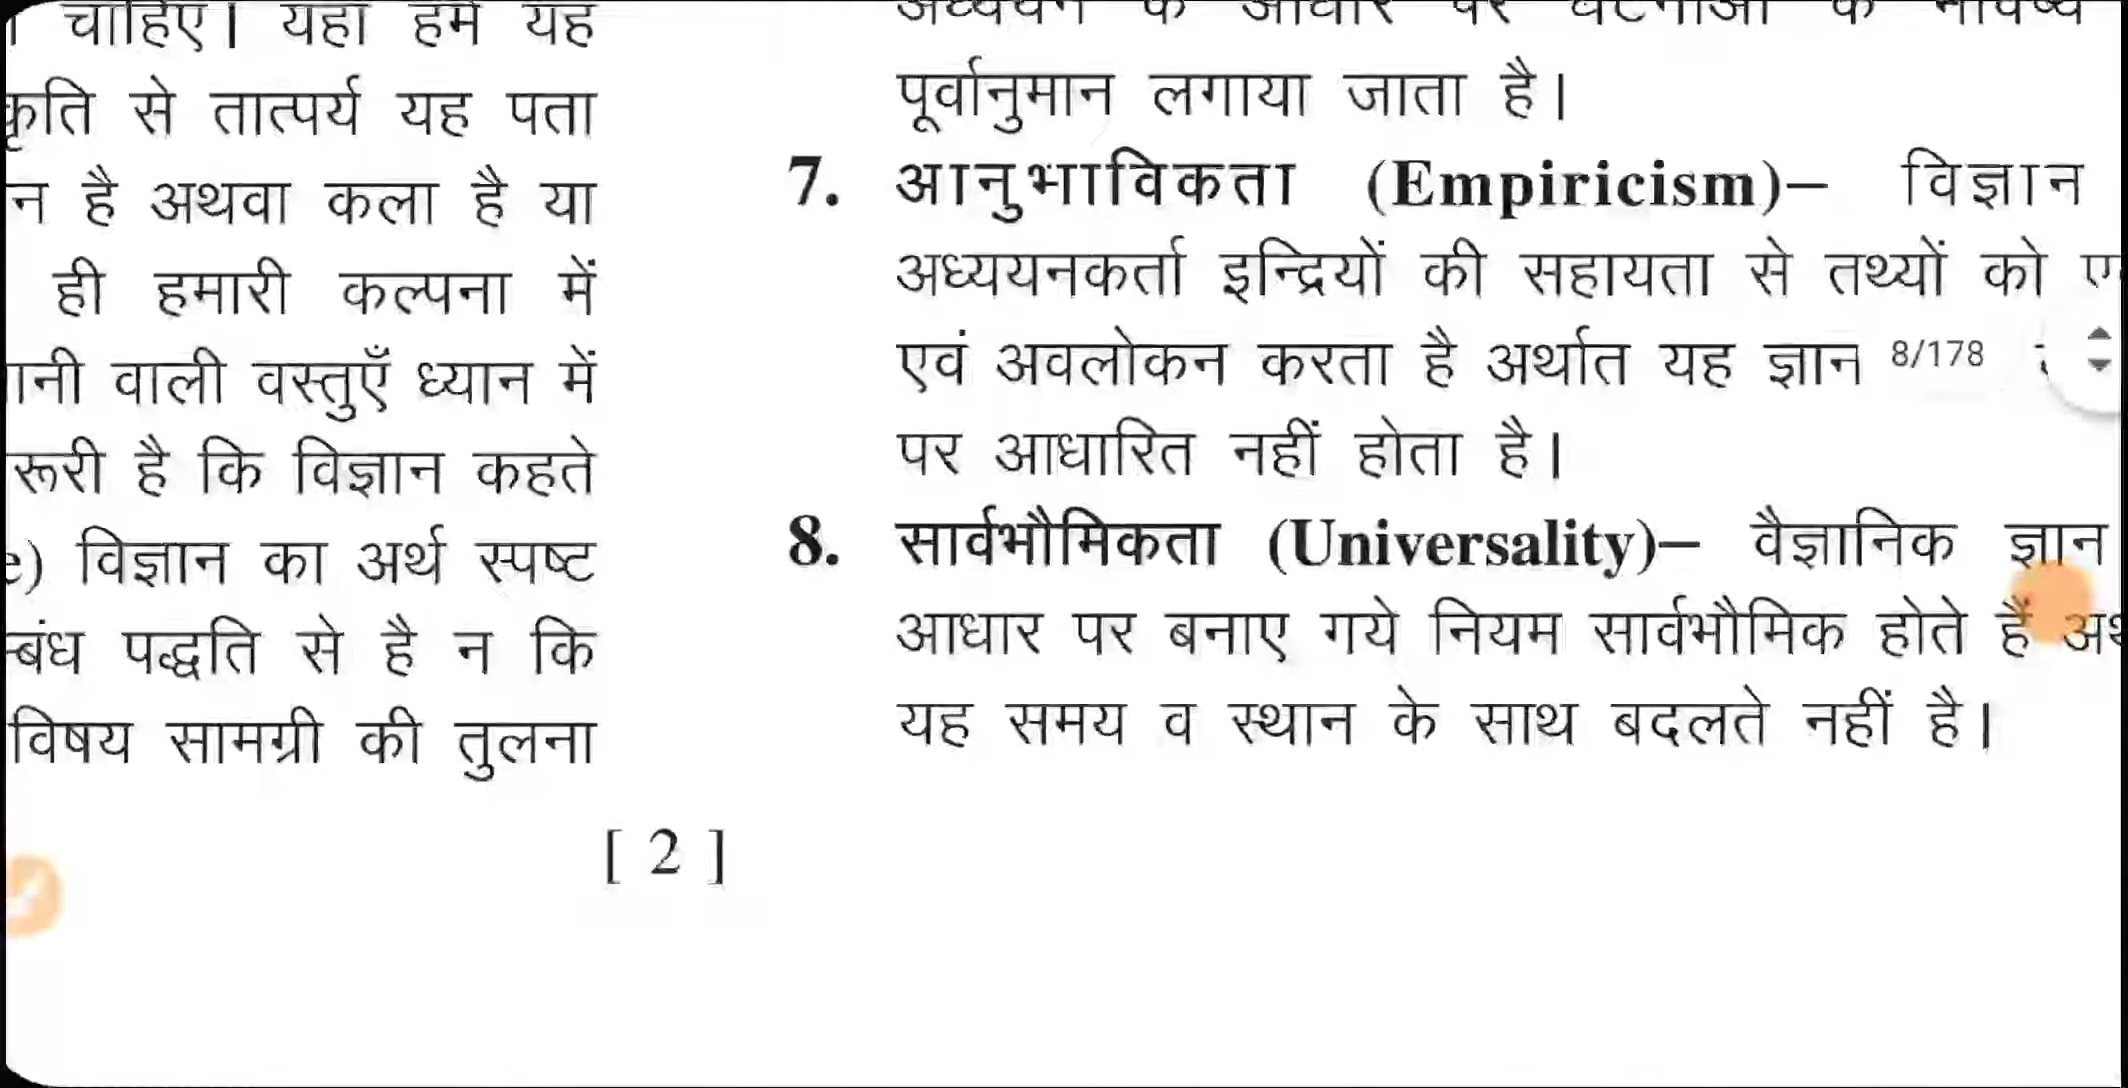 चाहिए। यहां हमें यह
से तात्पर्य यह पता
है अथवा कला है या
ही हमारी कल्पना में
वाली वस्तुएँ ध्यान में
है कि विज्ञान कहते
विज्ञान का अर्थ स्पष्ट
पद्धति से है न कि
विषय सामग्री की तुलना
के आधार पर
पूर्वानुमान लगाया जाता है।
7. आनुभाविकता (Empiricism)– विज्ञान
अध्ययनकर्ता इन्द्रियों की सहायता से तथ्यों को
एवं अवलोकन करता है अर्थात यह ज्ञान 8/178
पर आधारित नहीं होता है।
8. सार्वभौमिकता (Universality)– वैज्ञानिक ज्ञान
आधार पर बनाए गये नियम सार्वभौमिक होते हैं
यह समय व स्थान के साथ बदलते नहीं है।
[ 2 ]